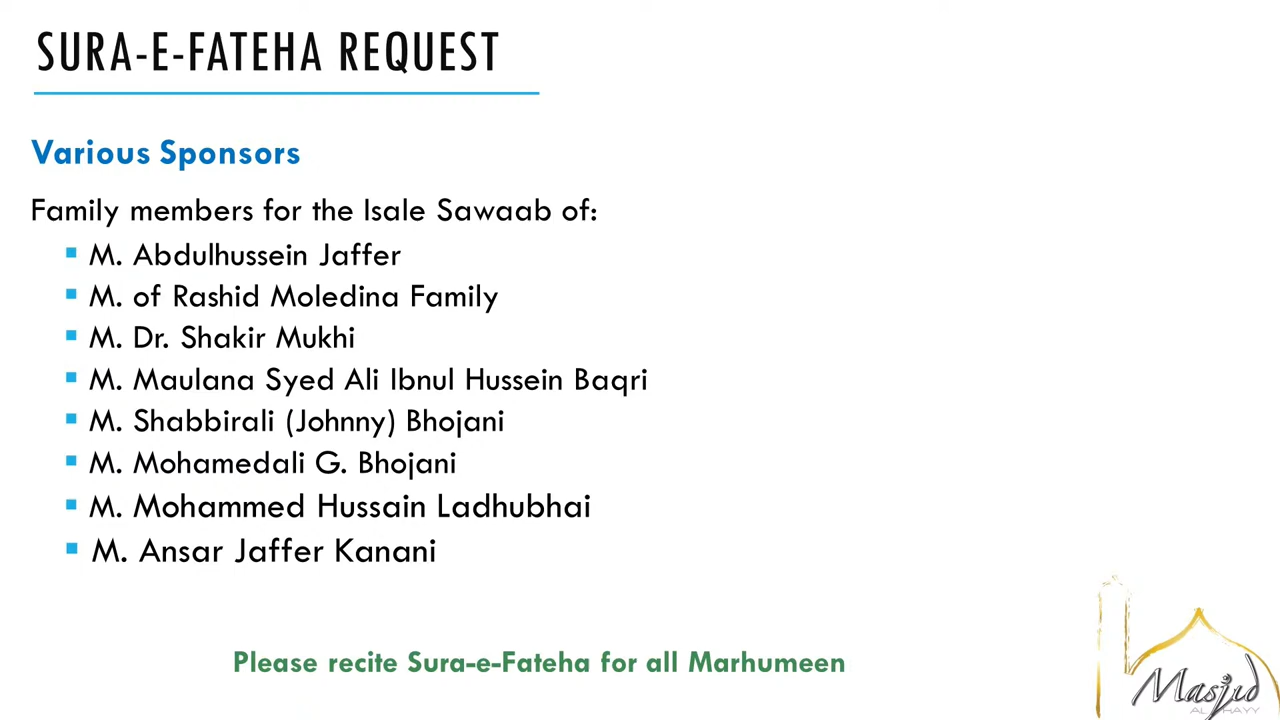 SURA-E-FATEHA REQUEST
Various Sponsors
Family members for the Isale Sawaab of:
▪ M. Abdulhussein Jaffer
▪ M. of Rashid Moledina Family
▪ M. Dr. Shakir Mukhi
▪ M. Maulana Syed Ali Ibnul Hussein Baqri
▪ M. Shabbirali (Johnny) Bhojani
▪ M. Mohamedali G. Bhojani
▪ M. Mohammed Hussain Ladhubhai
▪ M. Ansar Jaffer Kanani
Please recite Sura-e-Fateha for all Marhumeen
Masjid
AL HAYY